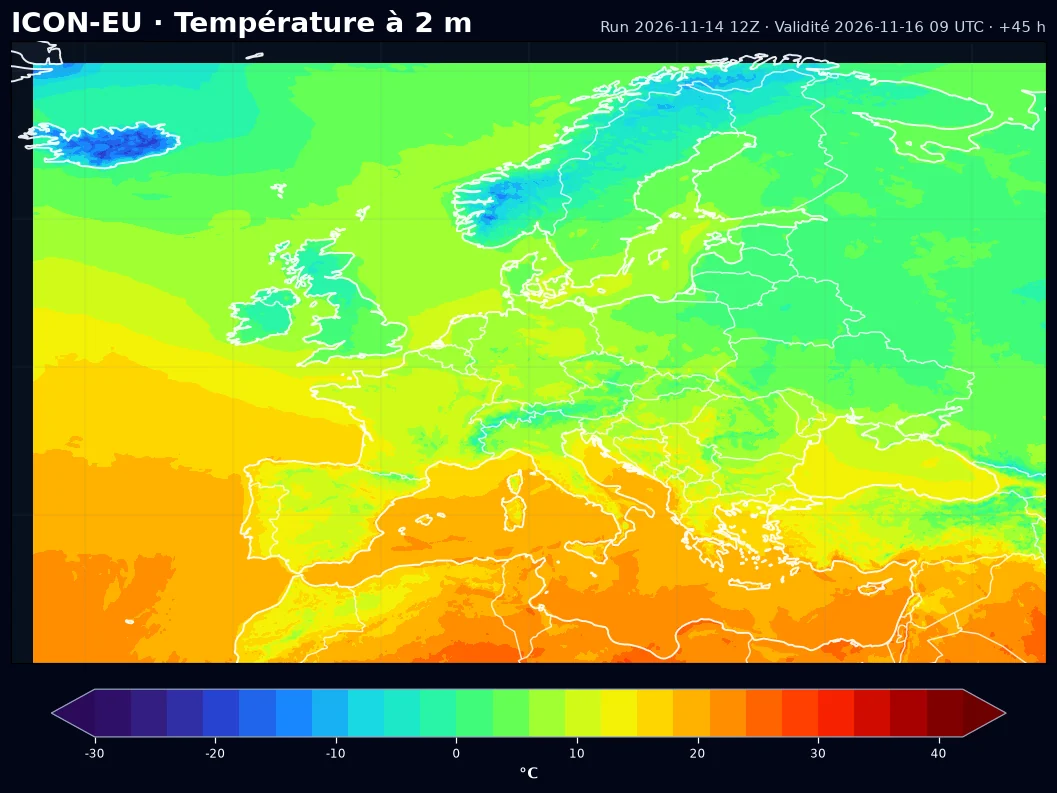 ICON-EU · Température à 2 m
Run 2026-11-14 12Z · Validité 2026-11-16 09 UTC · +45 h
-30 -20 -10 0 10 20 30 40
°C